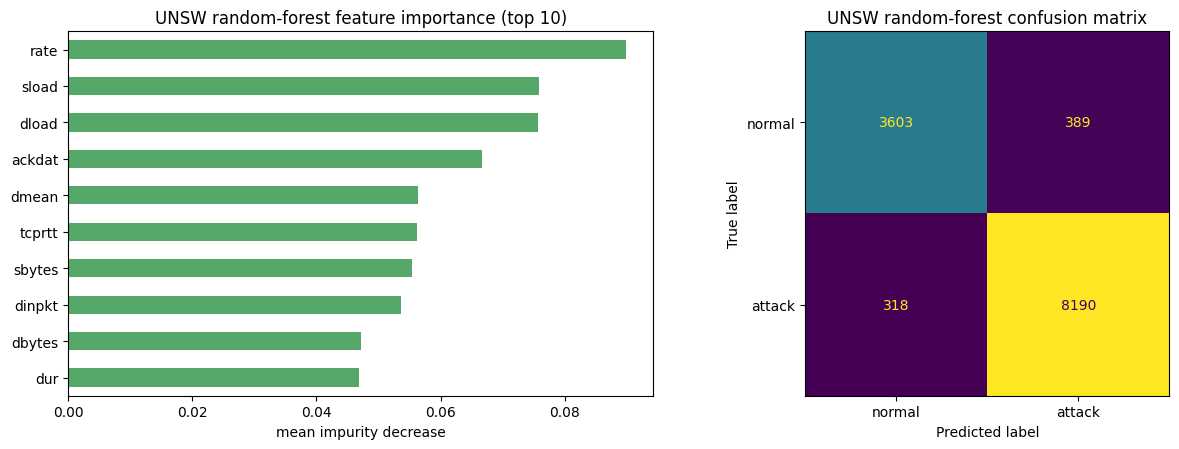 UNSW random-forest feature importance (top 10)
rate
sload
dload
ackdat
dmean
tcprtt
sbytes
dinpkt
dbytes
dur
0.00 0.02 0.04 0.06 0.08
mean impurity decrease
UNSW random-forest confusion matrix
True label
normal 3603 389
attack 318 8190
normal attack
Predicted label